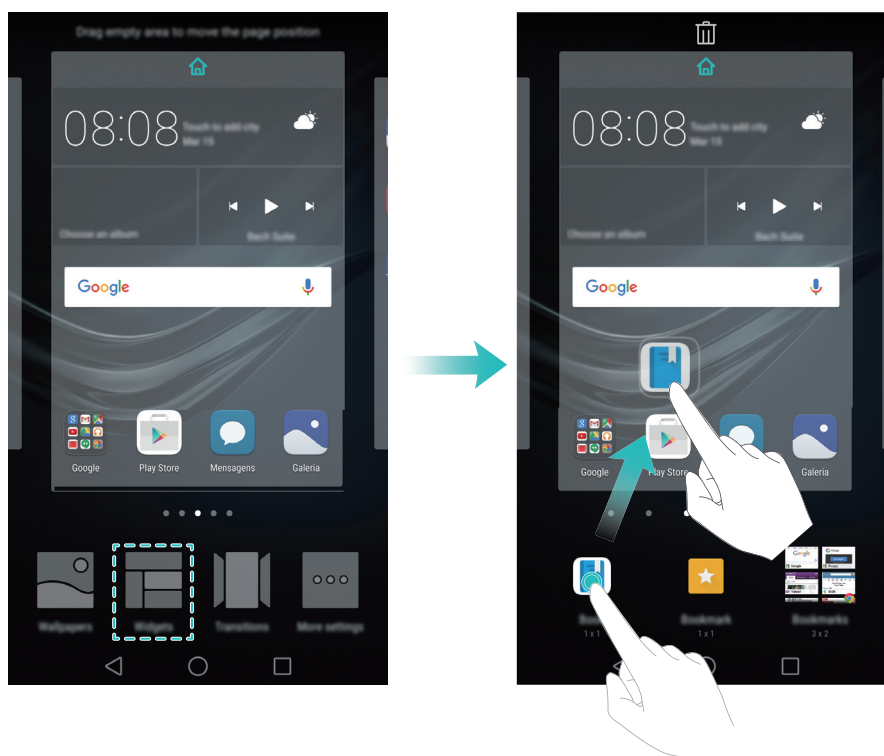 Drag empty area to move the page position
08:08
Touch to add city
Mar 15
Choose an album
Bach Suite
Google
Google
Play Store
Mensagens
Galeria
Wallpapers
Widgets
Transitions
More settings
08:08
Touch to add city
Mar 15
Choose an album
Bach Suite
Google
Google
Play Store
Galeria
1 x 1
Bookmark
1 x 1
Google
Bookmarks
3 x 2